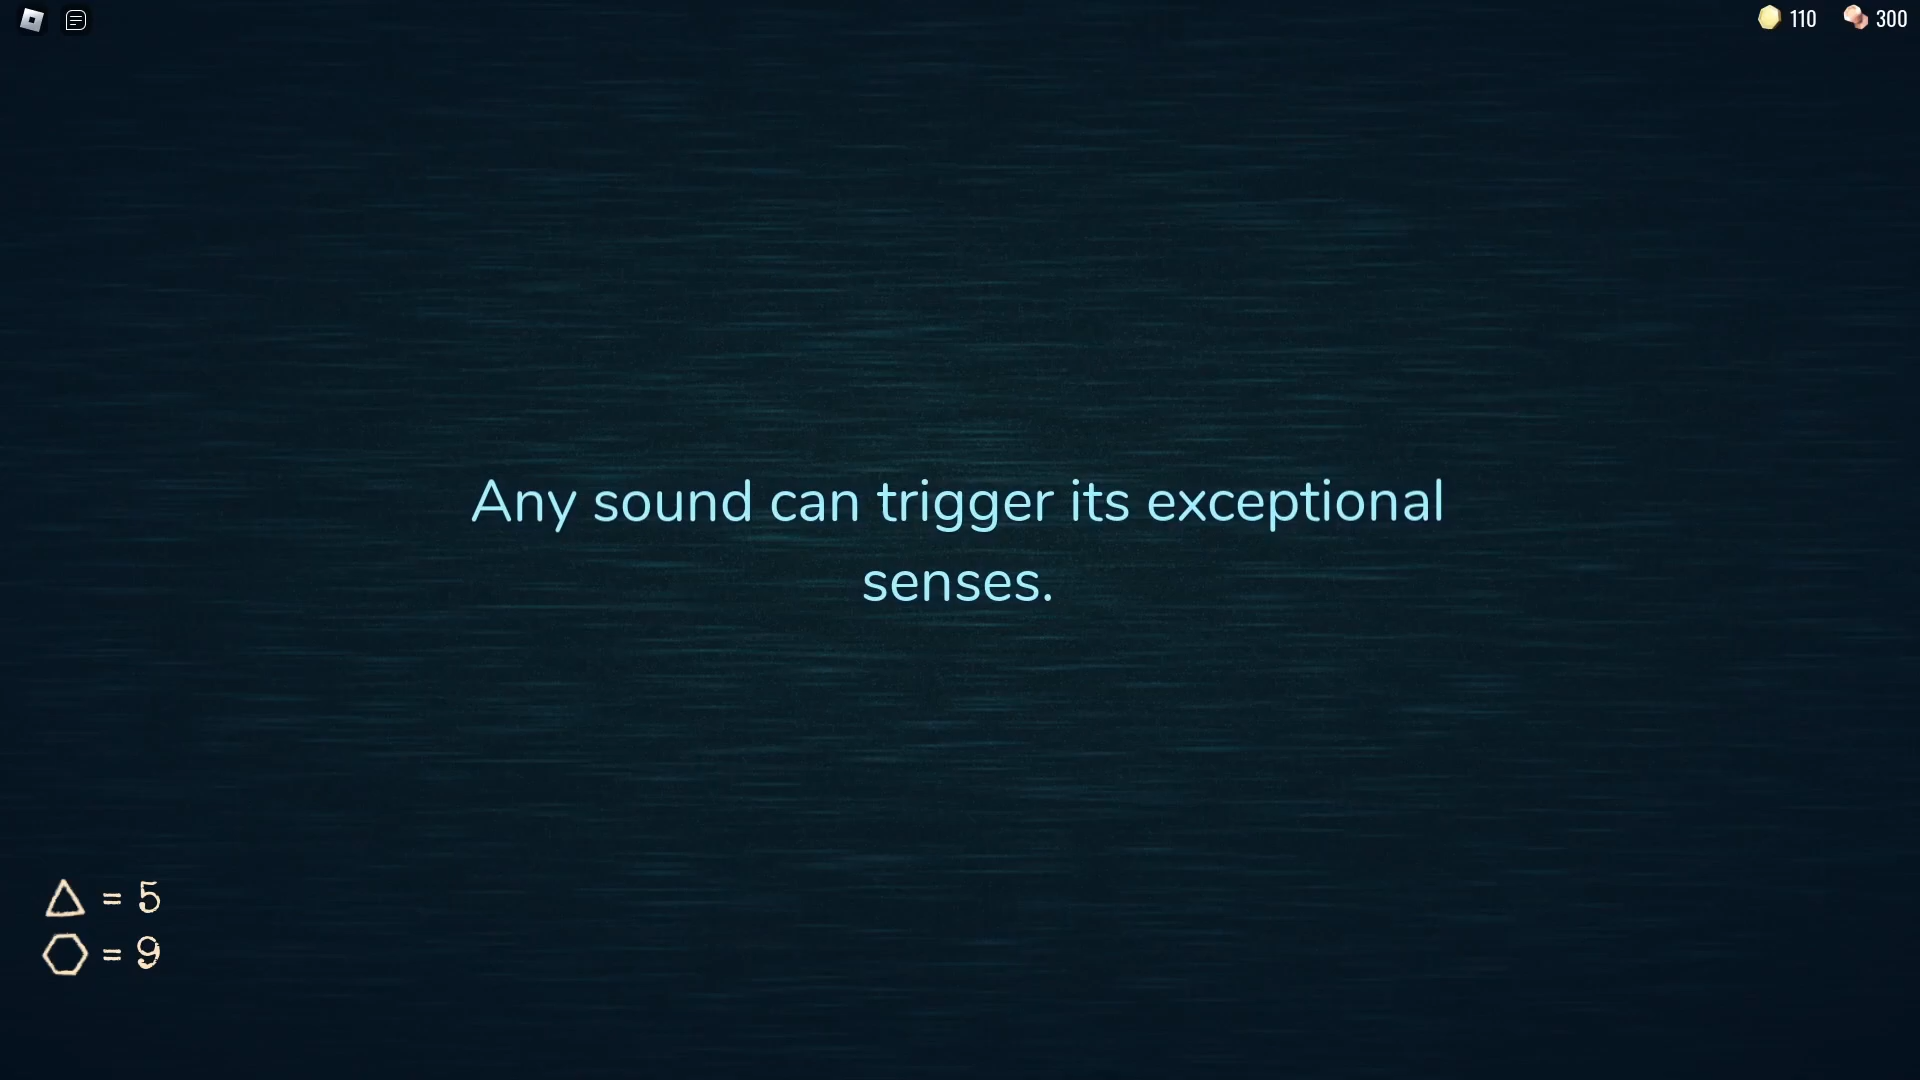 110 300
Any sound can trigger its exceptional
senses.
= 5
= 9